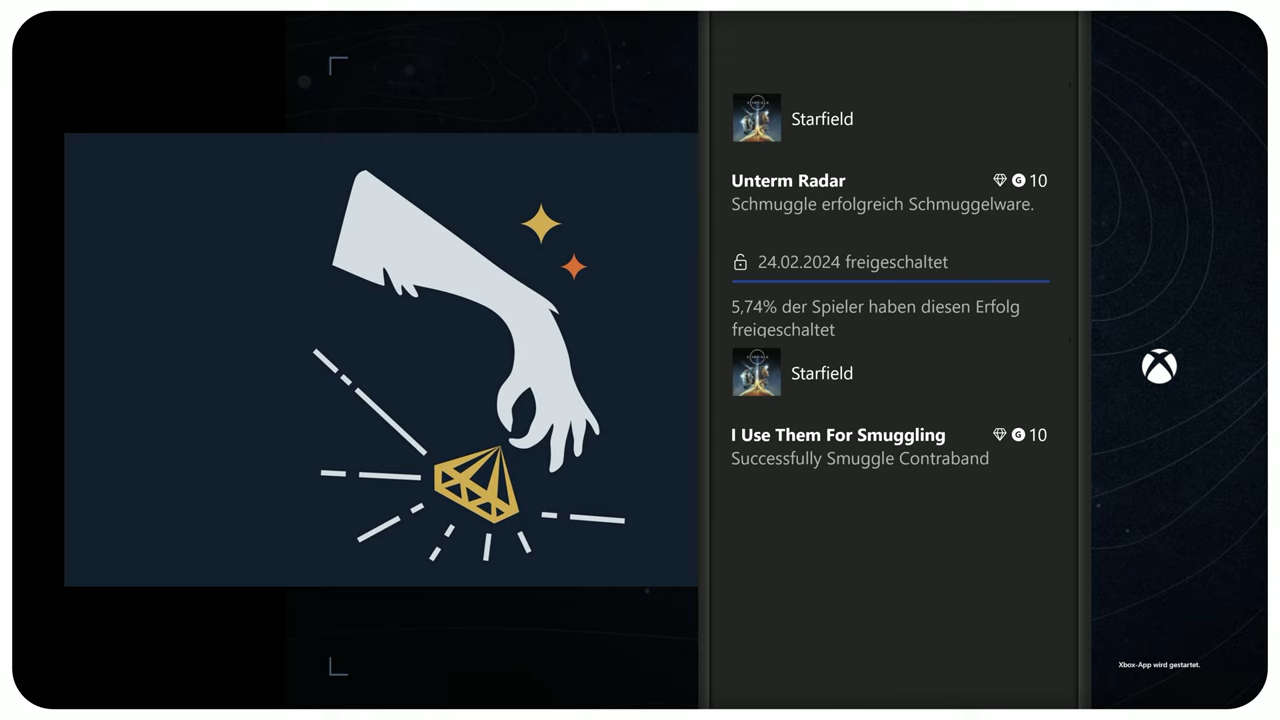 Starfield
Unterm Radar
G 10
Schmuggle erfolgreich Schmuggelware.
24.02.2024 freigeschaltet
5,74% der Spieler haben diesen Erfolg
freigeschaltet
Starfield
I Use Them For Smuggling
G 10
Successfully Smuggle Contraband
Xbox-App wird gestartet.